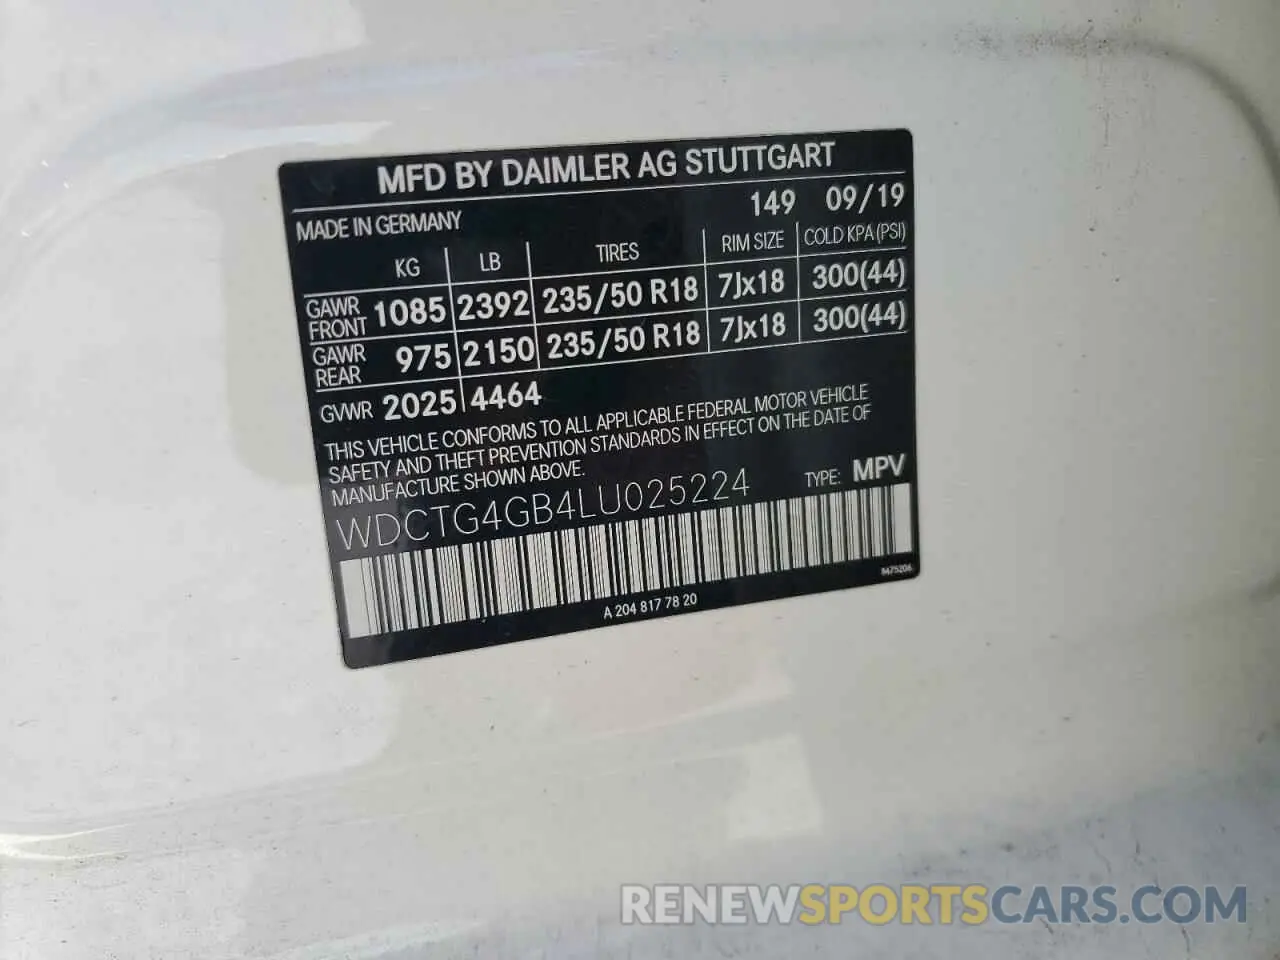 MFD BY DAIMLER AG STUTTGART
149 09/19
MADE IN GERMANY
KG LB TIRES RIM SIZE COLD KPA (PSI)
GAWR FRONT 1085 2392 235/50 R18 7Jx18 300(44)
GAWR REAR 975 2150 235/50 R18 7Jx18 300(44)
GVWR 2025 4464
THIS VEHICLE CONFORMS TO ALL APPLICABLE FEDERAL MOTOR VEHICLE
SAFETY AND THEFT PREVENTION STANDARDS IN EFFECT ON THE DATE OF
MANUFACTURE SHOWN ABOVE.
TYPE: MPV
WDCTG4GB4LU025224
8475206
A 204 817 78 20
RENEWSPORTSCARS.COM